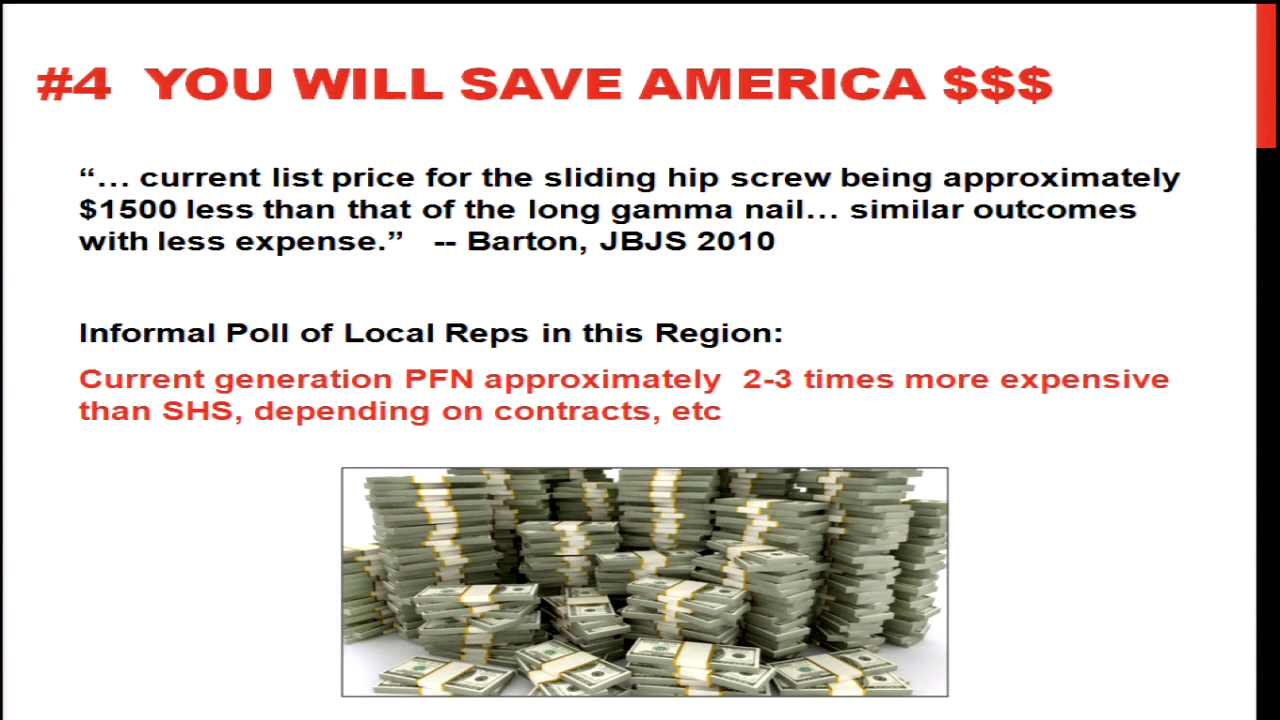 #4 YOU WILL SAVE AMERICA $$$
“… current list price for the sliding hip screw being approximately
$1500 less than that of the long gamma nail… similar outcomes
with less expense.” -- Barton, JBJS 2010
Informal Poll of Local Reps in this Region:
Current generation PFN approximately 2-3 times more expensive
than SHS, depending on contracts, etc